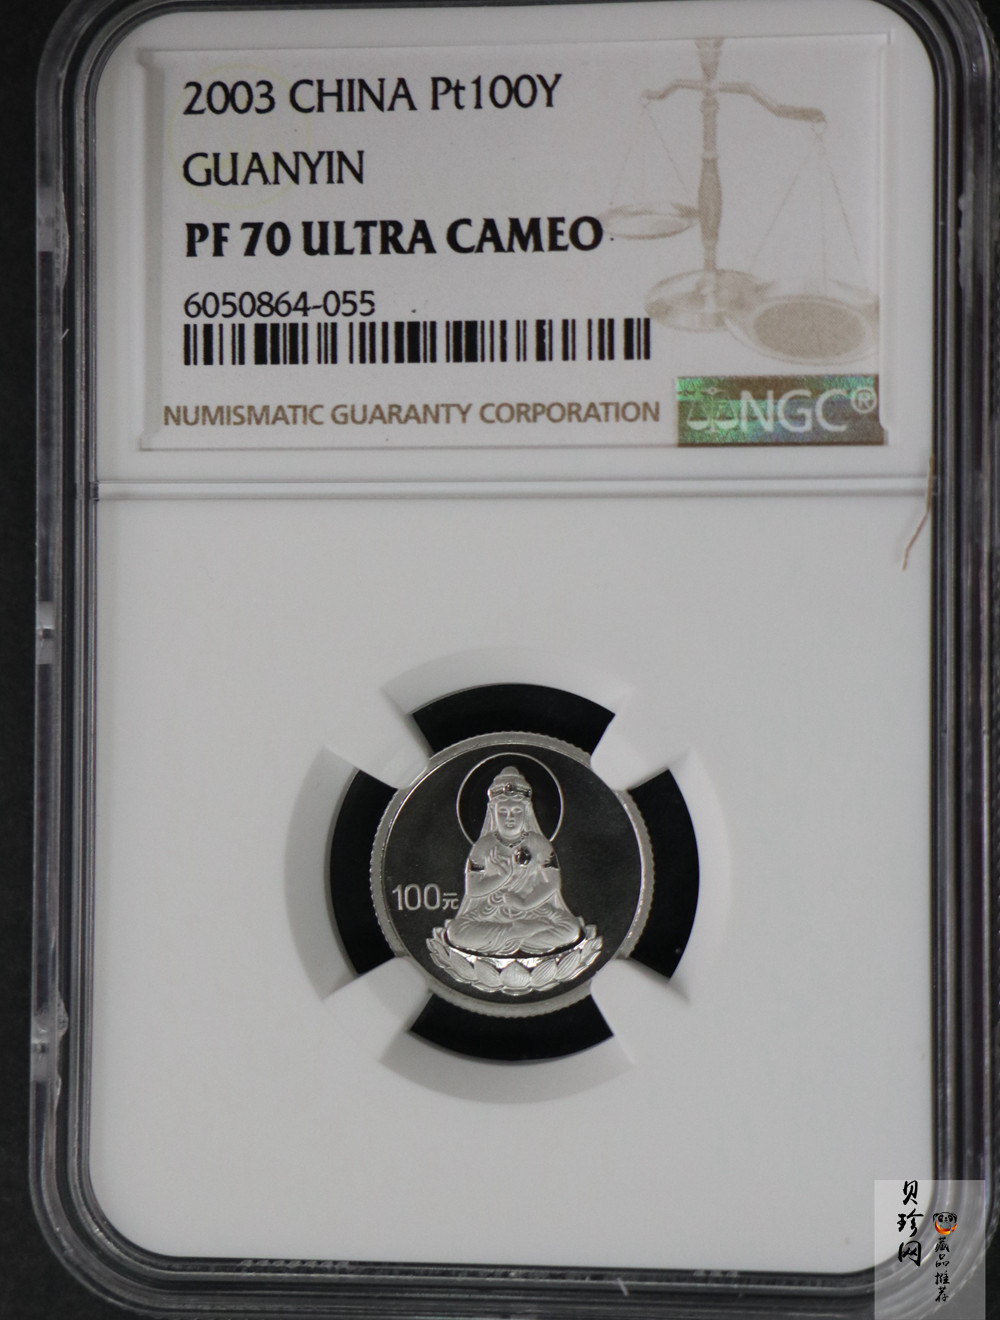 2003 CHINA Pt100Y
GUANYIN
PF 70 ULTRA CAMEO
6050864-055
NUMISMATIC GUARANTY CORPORATION
NGC®
100元
贝珍网
藏品推荐